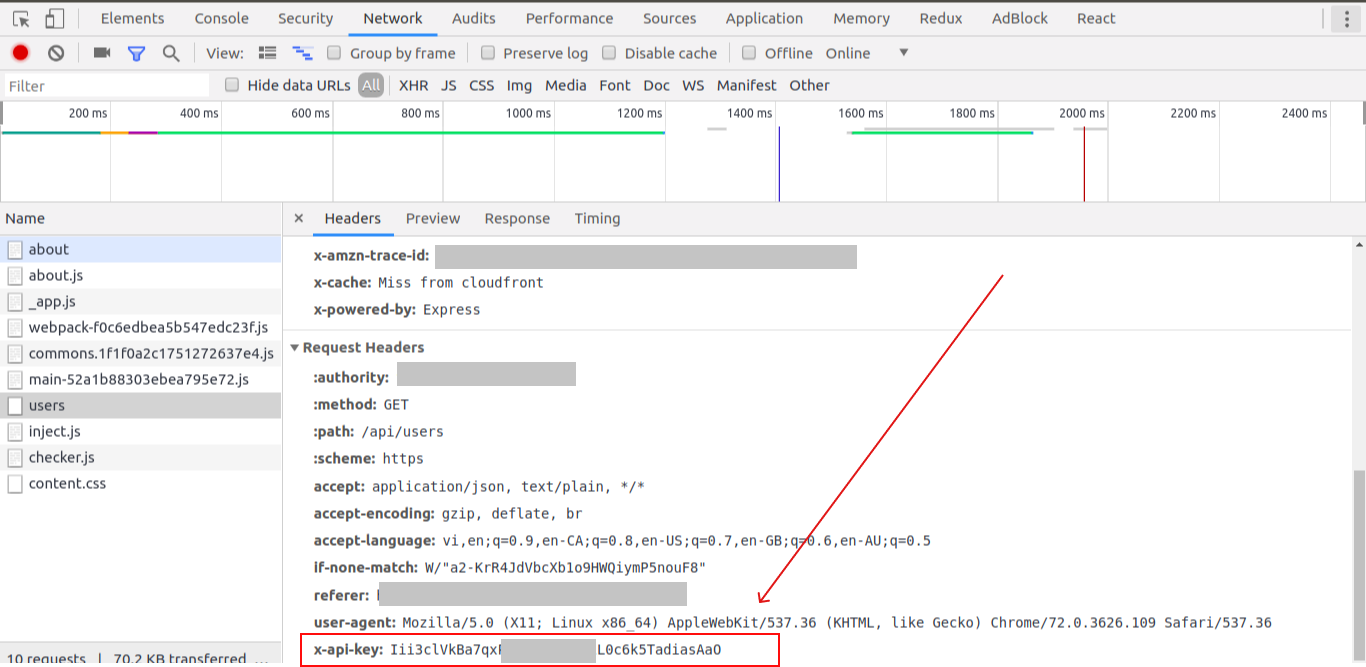 Elements Console Security Network Audits Performance Sources Application Memory Redux AdBlock React
View: Group by frame Preserve log Disable cache Offline Online
Filter Hide data URLs All XHR JS CSS Img Media Font Doc WS Manifest Other
200 ms 400 ms 600 ms 800 ms 1000 ms 1200 ms 1400 ms 1600 ms 1800 ms 2000 ms 2200 ms 2400 ms
Name
about
about.js
_app.js
webpack-f0c6edbea5b547edc23f.js
commons.1f1f0a2c1751272637e4.js
main-52a1b88303ebea795e72.js
users
inject.js
checker.js
content.css
10 requests | 70.2 KB transferred ...
× Headers Preview Response Timing
x-amzn-trace-id:
x-cache: Miss from cloudfront
x-powered-by: Express
Request Headers
:authority:
:method: GET
:path: /api/users
:scheme: https
accept: application/json, text/plain, */*
accept-encoding: gzip, deflate, br
accept-language: vi,en;q=0.9,en-CA;q=0.8,en-US;q=0.7,en-GB;q=0.6,en-AU;q=0.5
if-none-match: W/"a2-KrR4JdVbcXb1o9HWQiymP5nouF8"
referer:
user-agent: Mozilla/5.0 (X11; Linux x86_64) AppleWebKit/537.36 (KHTML, like Gecko) Chrome/72.0.3626.109 Safari/537.36
x-api-key: Iii3clVkBa7qx L0c6k5TadiasAaO